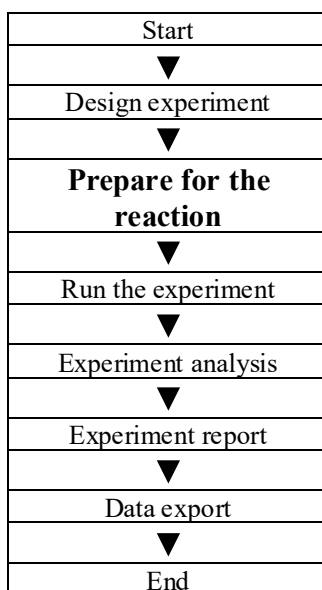 Start
Design experiment
Prepare for the
reaction
Run the experiment
Experiment analysis
Experiment report
Data export
End